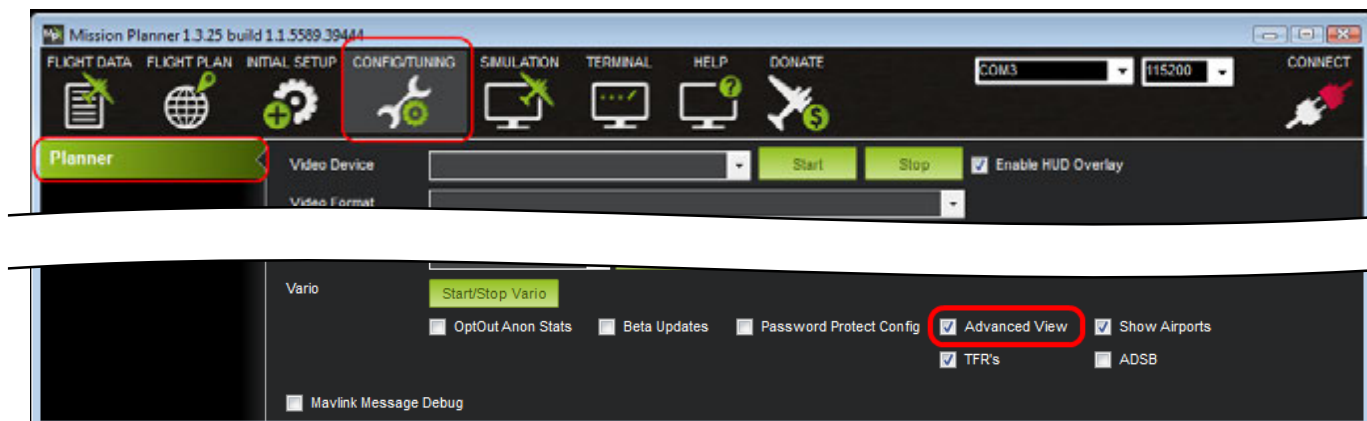 Mission Planner 1.3.25 build 1.1.5589.39444
FLIGHT DATA FLIGHT PLAN INITIAL SETUP CONFIG/TUNING SIMULATION TERMINAL HELP DONATE COM3 115200 CONNECT
Planner
Video Device Start Stop Enable HUD Overlay
Video Format
Vario Start/Stop Vario
OptOut Anon Stats Beta Updates Password Protect Config Advanced View Show Airports
TFR's ADSB
Mavlink Message Debug